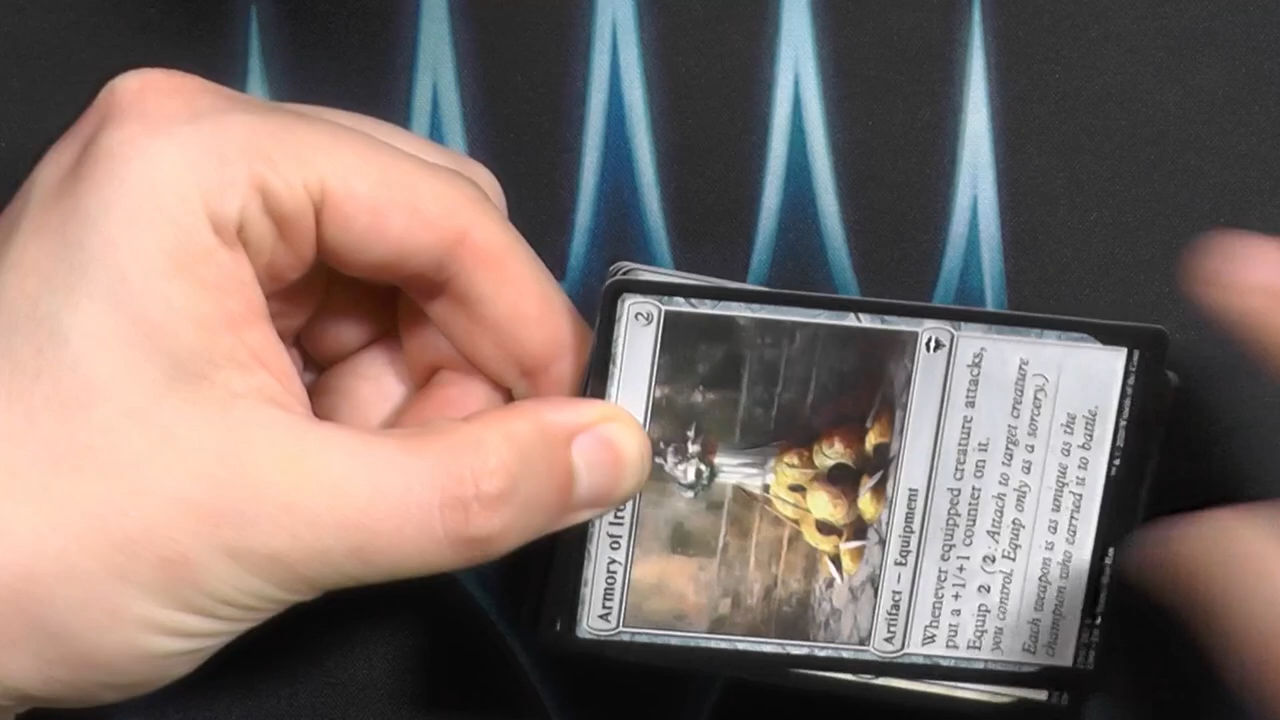 Armory of Iro
2
Artifact – Equipment
Whenever equipped creature attacks,
put a +1/+1 counter on it.
Equip 2 (2: Attach to target creature
you control. Equip only as a sorcery.)
Each weapon is as unique as the
champion who carried it to battle.